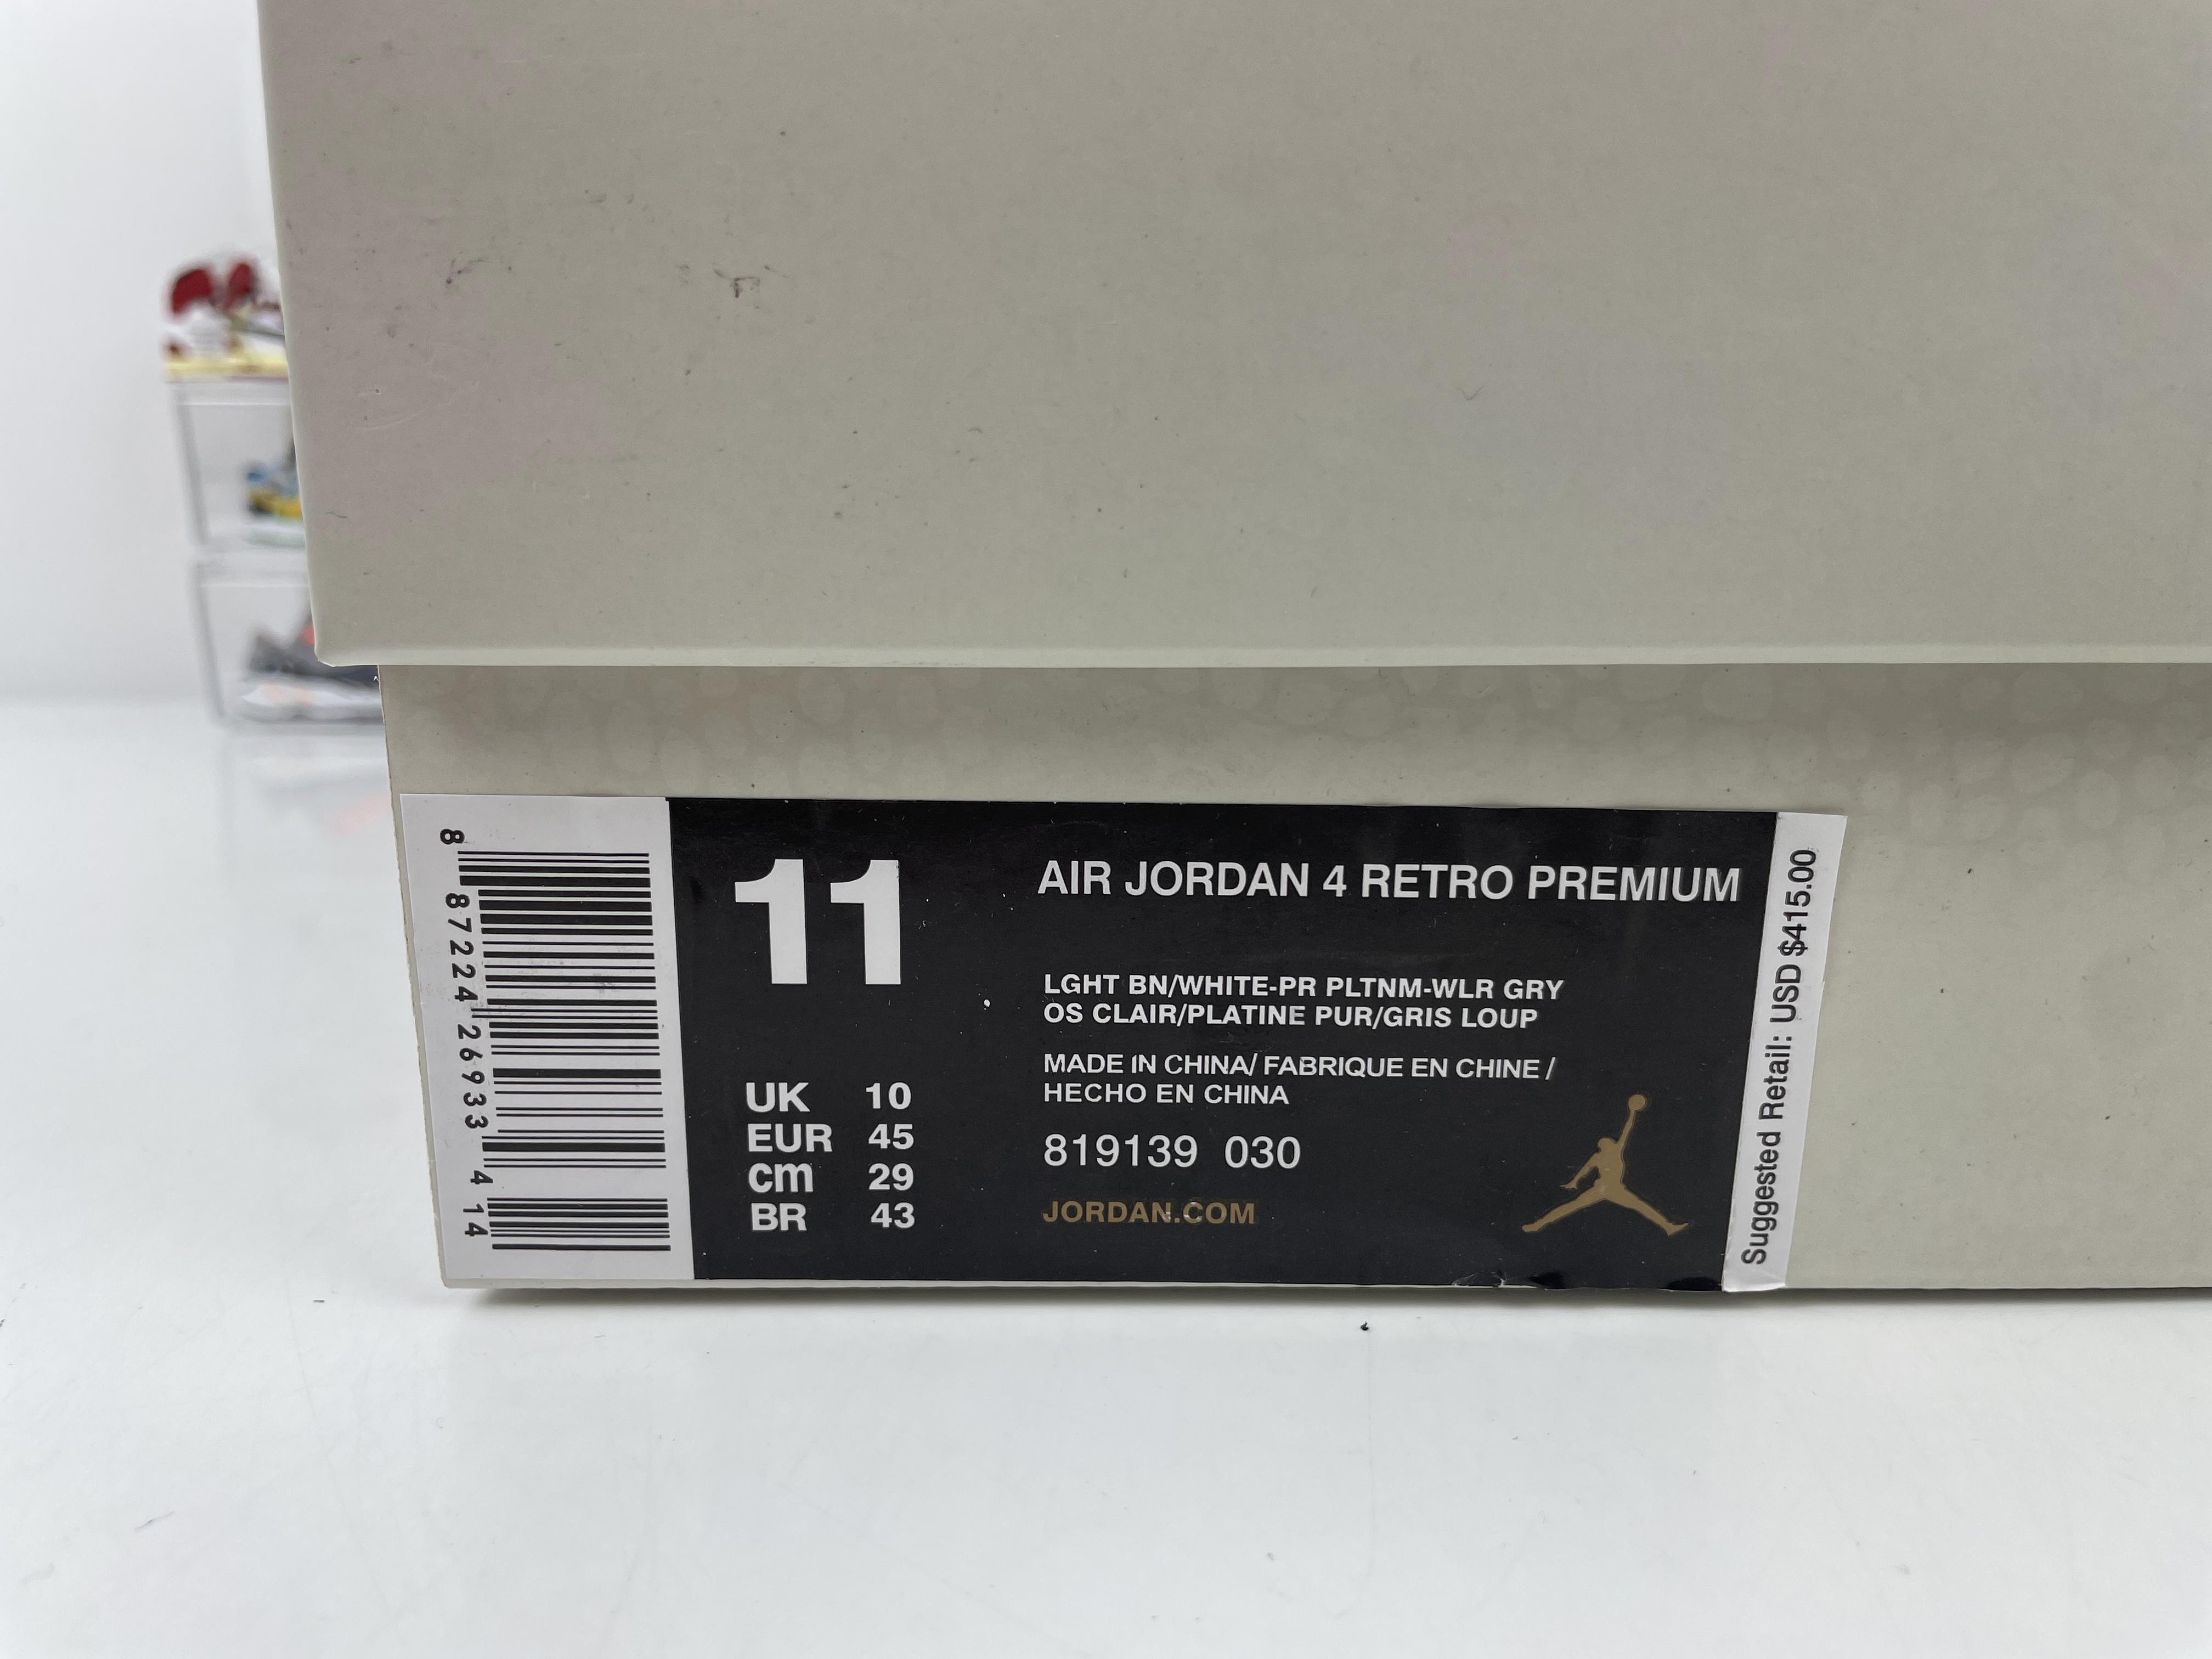 8 87224 26933 4 14
11
UK 10
EUR 45
cm 29
BR 43
AIR JORDAN 4 RETRO PREMIUM
LGHT BN/WHITE-PR PLTNM-WLR GRY
OS CLAIR/PLATINE PUR/GRIS LOUP
MADE IN CHINA/ FABRIQUE EN CHINE /
HECHO EN CHINA
819139 030
JORDAN.COM
Suggested Retail: USD $415.00